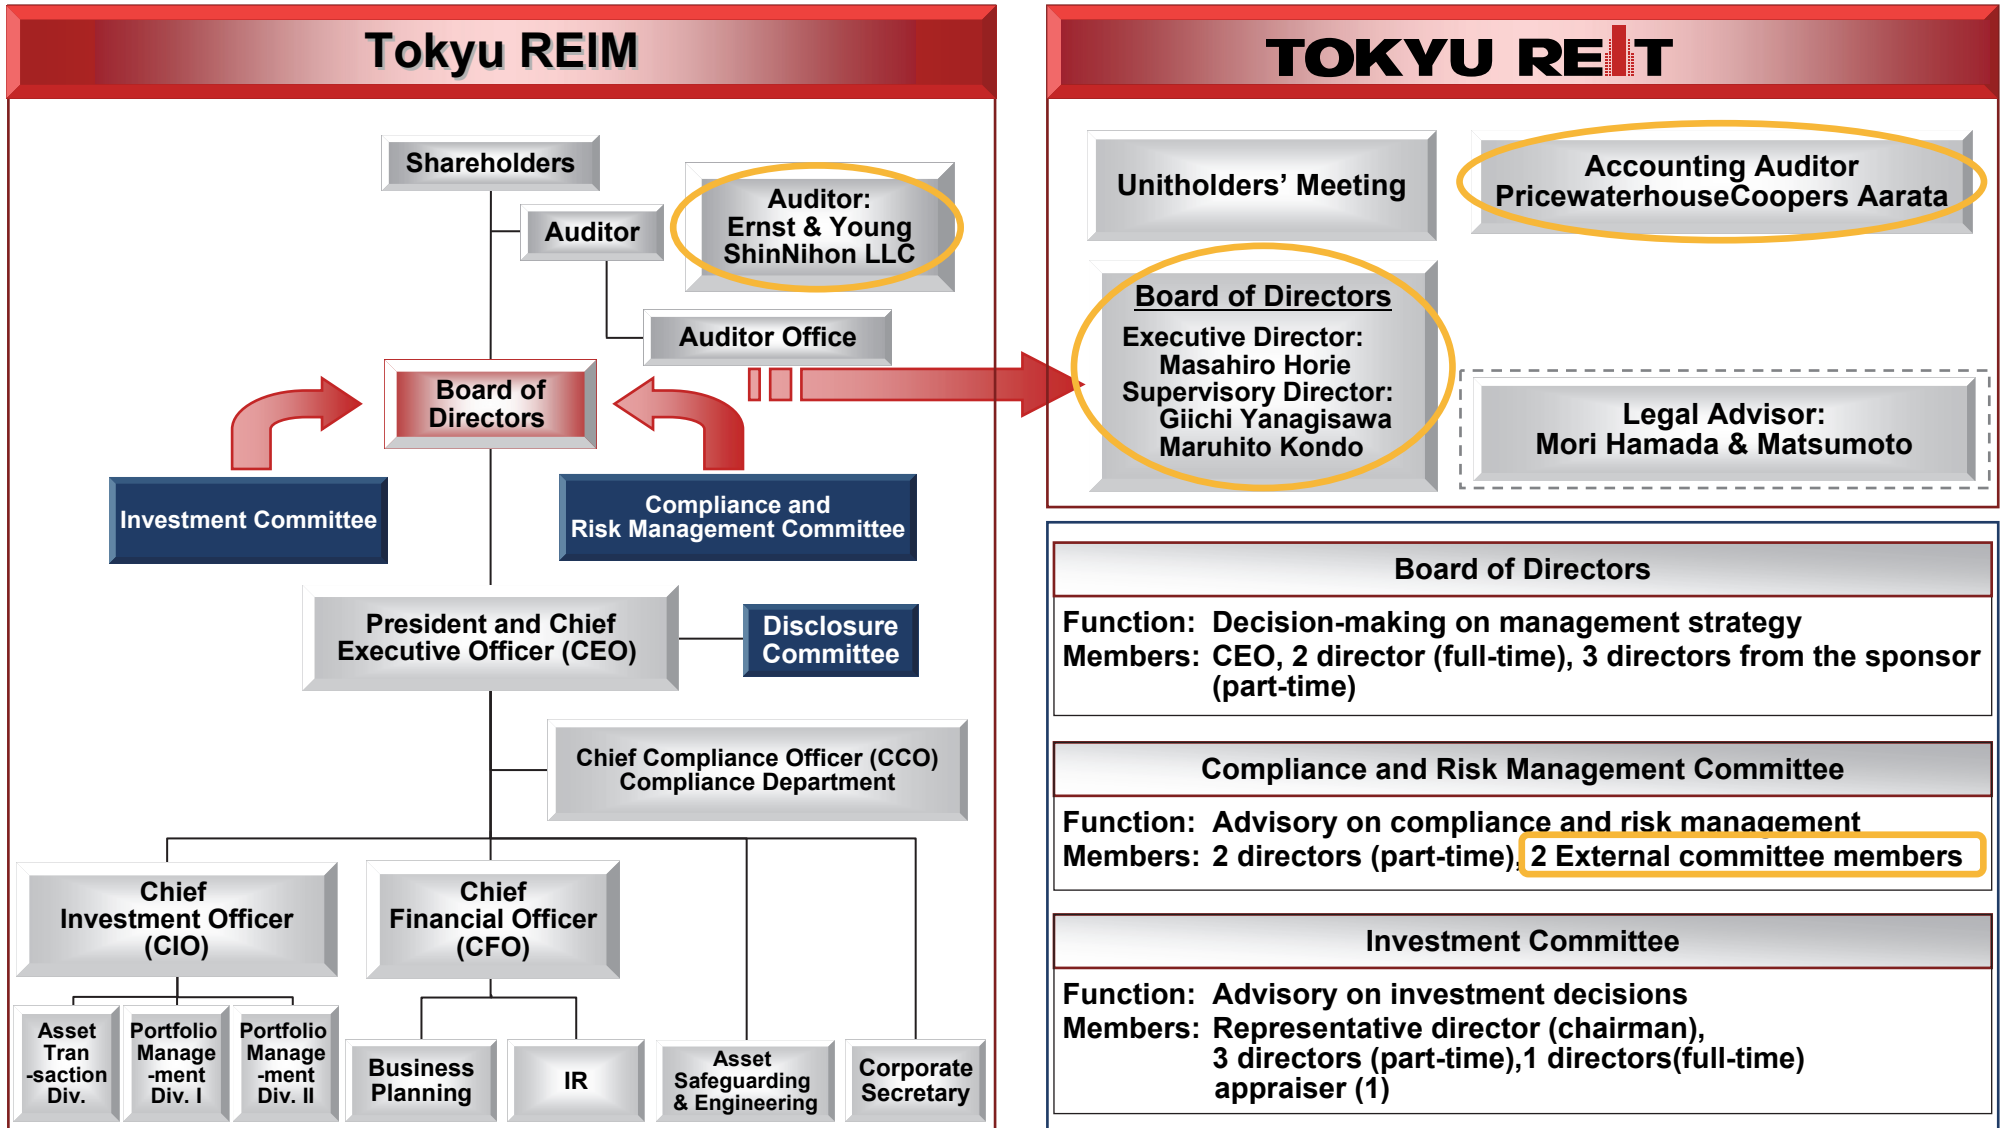 Tokyu REIM
Shareholders
Auditor
Auditor:
Ernst & Young
ShinNihon LLC
Auditor Office
Board of
Directors
Investment Committee
Compliance and
Risk Management Committee
President and Chief
Executive Officer (CEO)
Disclosure
Committee
Chief Compliance Officer (CCO)
Compliance Department
Chief
Investment Officer
(CIO)
Chief
Financial Officer
(CFO)
Asset
Tran
-saction
Div.
Portfolio
Manage
-ment
Div. I
Portfolio
Manage
-ment
Div. II
Business
Planning
IR
Asset
Safeguarding
& Engineering
Corporate
Secretary
TOKYU REIT
Unitholders’ Meeting
Accounting Auditor
PricewaterhouseCoopers Aarata
Board of Directors
Executive Director:
Masahiro Horie
Supervisory Director:
Giichi Yanagisawa
Maruhito Kondo
Legal Advisor:
Mori Hamada & Matsumoto
Board of Directors
Function: Decision-making on management strategy
Members: CEO, 2 director (full-time), 3 directors from the sponsor
(part-time)
Compliance and Risk Management Committee
Function: Advisory on compliance and risk management
Members: 2 directors (part-time), 2 External committee members
Investment Committee
Function: Advisory on investment decisions
Members: Representative director (chairman),
3 directors (part-time),1 directors(full-time)
appraiser (1)